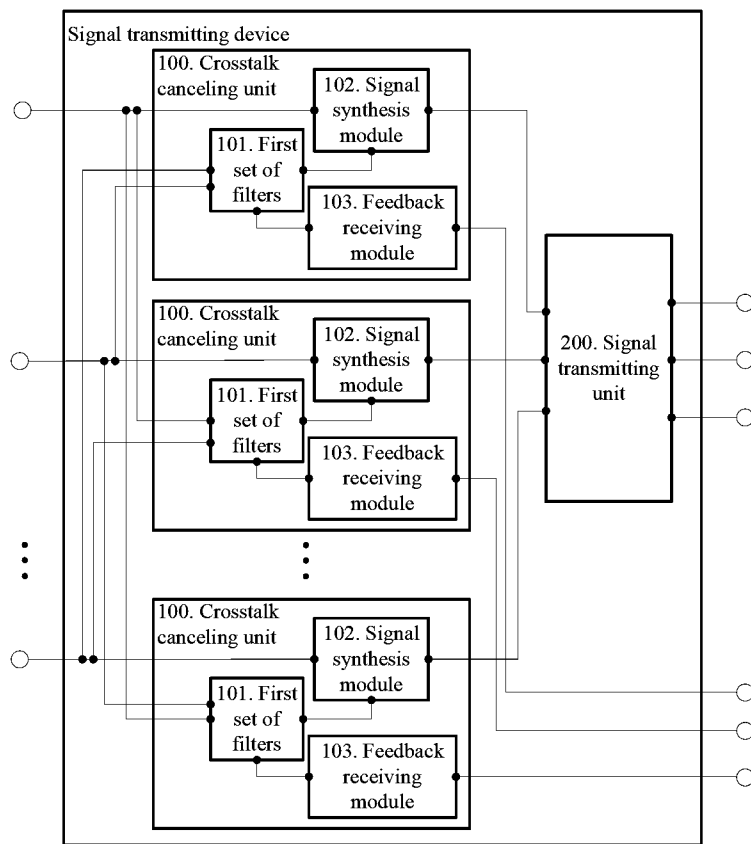 Signal transmitting device
100. Crosstalk
canceling unit
102. Signal
synthesis
module
101. First
set of
filters
103. Feedback
receiving
module
100. Crosstalk
canceling unit
102. Signal
synthesis
module
101. First
set of
filters
103. Feedback
receiving
module
200. Signal
transmitting
unit
100. Crosstalk
canceling unit
102. Signal
synthesis
module
101. First
set of
filters
103. Feedback
receiving
module